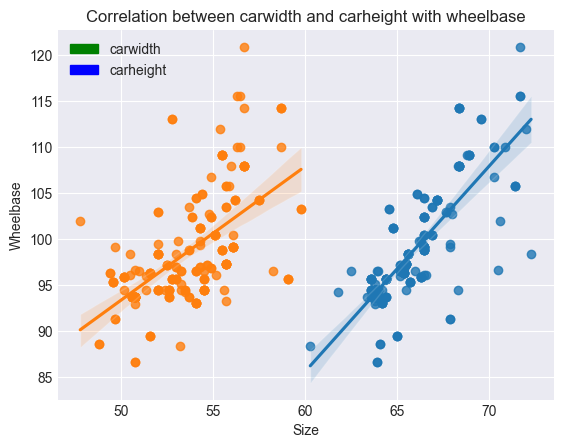 Correlation between carwidth and carheight with wheelbase
carwidth
carheight
120
115
110
105
100
95
90
85
Wheelbase
50
55
60
65
70
Size